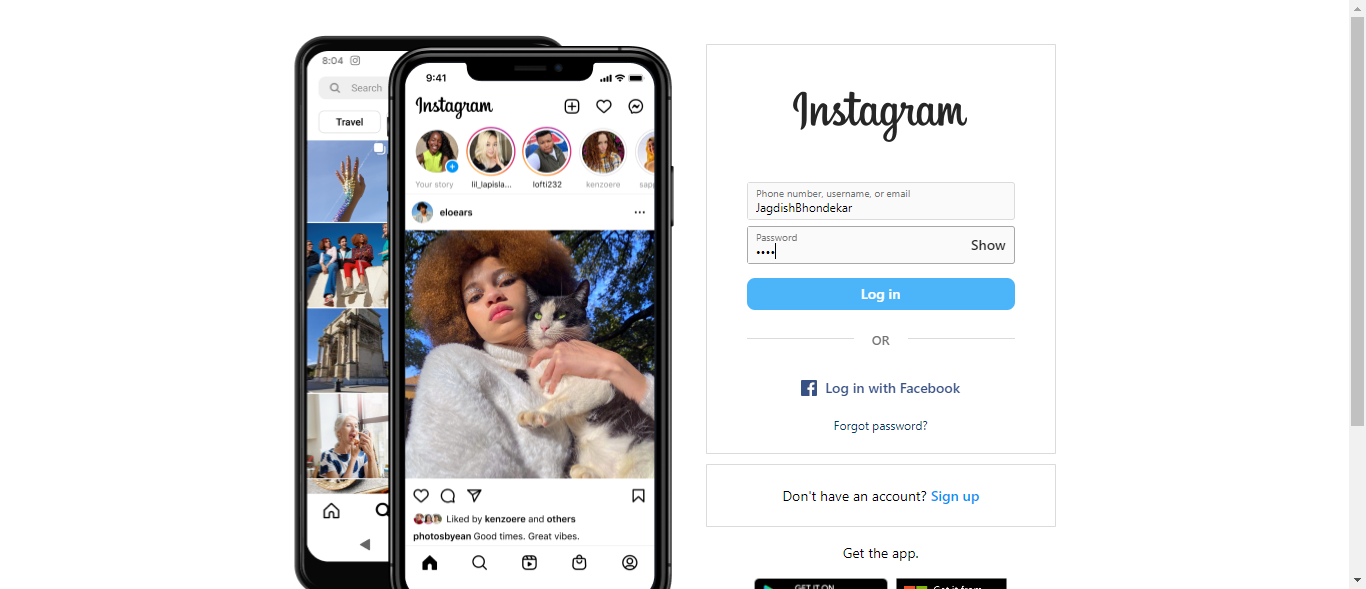 8:04
Search
Travel
9:41
Instagram
Your story
lil_lapisla...
lofti232
kenzoere
sap
eloears
Liked by kenzoere and others
photosbyean Good times. Great vibes.
Instagram
Phone number, username, or email
JagdishBhondekar
Password
••••
Show
Log in
OR
Log in with Facebook
Forgot password?
Don't have an account? Sign up
Get the app.
GET IT ON
Get it from